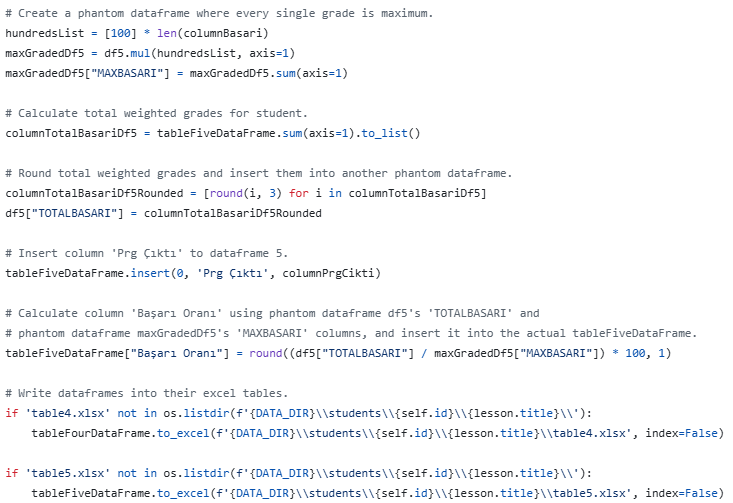 # Create a phantom dataframe where every single grade is maximum.
hundredsList = [100] * len(columnBasari)
maxGradedDf5 = df5.mul(hundredsList, axis=1)
maxGradedDf5["MAXBASARI"] = maxGradedDf5.sum(axis=1)

# Calculate total weighted grades for student.
columnTotalBasariDf5 = tableFiveDataFrame.sum(axis=1).to_list()

# Round total weighted grades and insert them into another phantom dataframe.
columnTotalBasariDf5Rounded = [round(i, 3) for i in columnTotalBasariDf5]
df5["TOTALBASARI"] = columnTotalBasariDf5Rounded

# Insert column 'Prg Çıktı' to dataframe 5.
tableFiveDataFrame.insert(0, 'Prg Çıktı', columnPrgCikti)

# Calculate column 'Başarı Oranı' using phantom dataframe df5's 'TOTALBASARI' and
# phantom dataframe maxGradedDf5's 'MAXBASARI' columns, and insert it into the actual tableFiveDataFrame.
tableFiveDataFrame["Başarı Oranı"] = round((df5["TOTALBASARI"] / maxGradedDf5["MAXBASARI"]) * 100, 1)

# Write dataframes into their excel tables.
if 'table4.xlsx' not in os.listdir(f'{DATA_DIR}\\students\\{self.id}\\{lesson.title}\\'):
    tableFourDataFrame.to_excel(f'{DATA_DIR}\\students\\{self.id}\\{lesson.title}\\table4.xlsx', index=False)

if 'table5.xlsx' not in os.listdir(f'{DATA_DIR}\\students\\{self.id}\\{lesson.title}\\'):
    tableFiveDataFrame.to_excel(f'{DATA_DIR}\\students\\{self.id}\\{lesson.title}\\table5.xlsx', index=False)